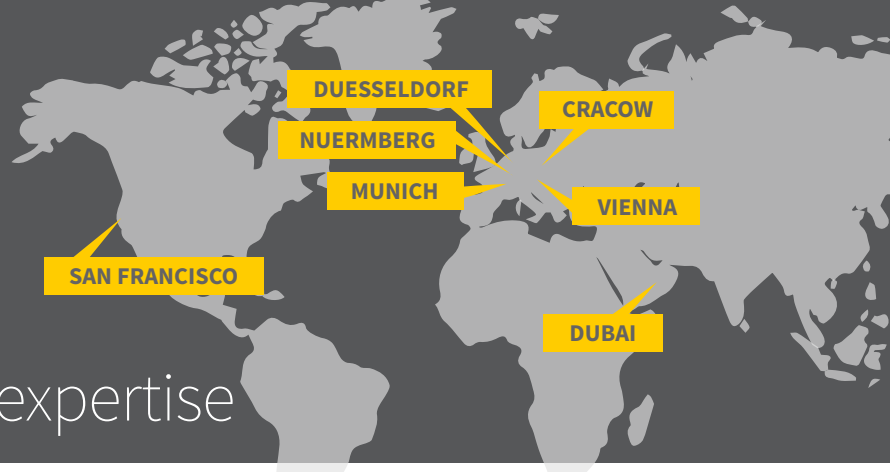 DUESSELDORF
CRACOW
NUERMBERG
MUNICH
VIENNA
SAN FRANCISCO
DUBAI
expertise